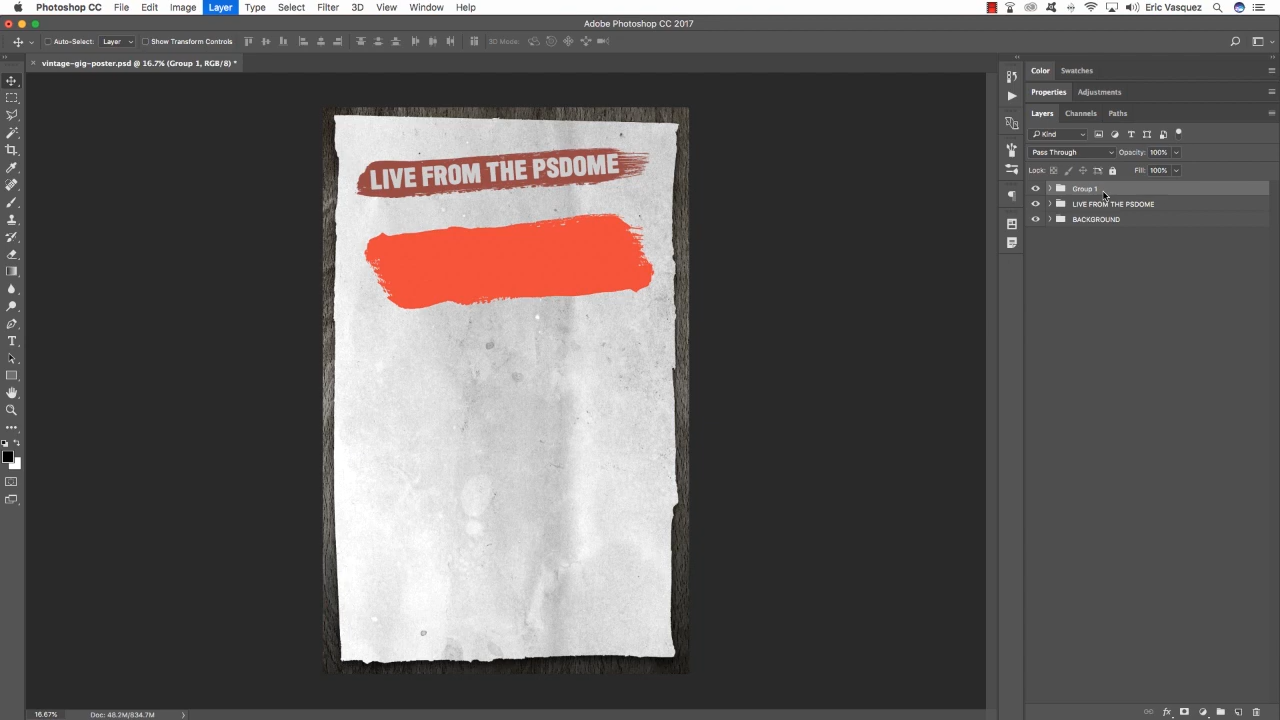 Photoshop CC File Edit Image Layer Type Select Filter 3D View Window Help Eric Vasquez
Adobe Photoshop CC 2017
Auto-Select: Layer Show Transform Controls 3D Mode:
vintage-gig-poster.psd @ 16.7% (Group 1, RGB/8) *
Color Swatches
Properties Adjustments
Layers Channels Paths
Kind
Pass Through Opacity: 100%
Lock: Fill: 100%
Group 1
LIVE FROM THE PSDOME
BACKGROUND
LIVE FROM THE PSDOME
16.67% Doc: 48.2M/834.7M